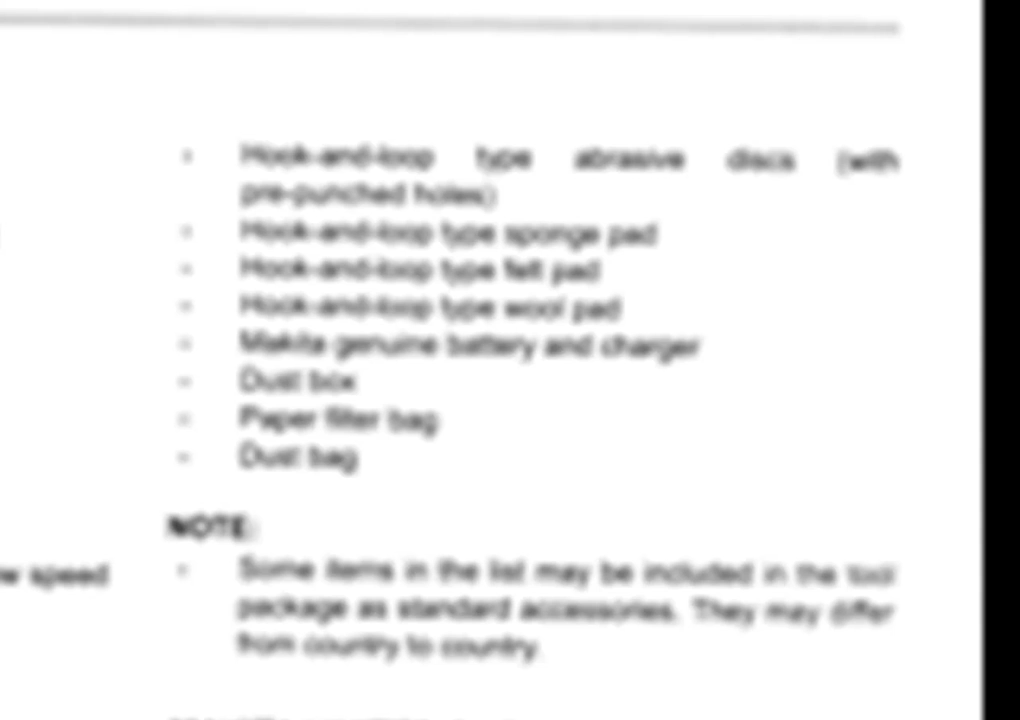 - Hook-and-loop type abrasive discs (with
pre-punched holes)
- Hook-and-loop type sponge pad
- Hook-and-loop type felt pad
- Hook-and-loop type wool pad
- Makita genuine battery and charger
- Dust box
- Paper filter bag
- Dust bag
NOTE:
speed
- Some items in the list may be included in the tool
package as standard accessories. They may differ
from country to country.